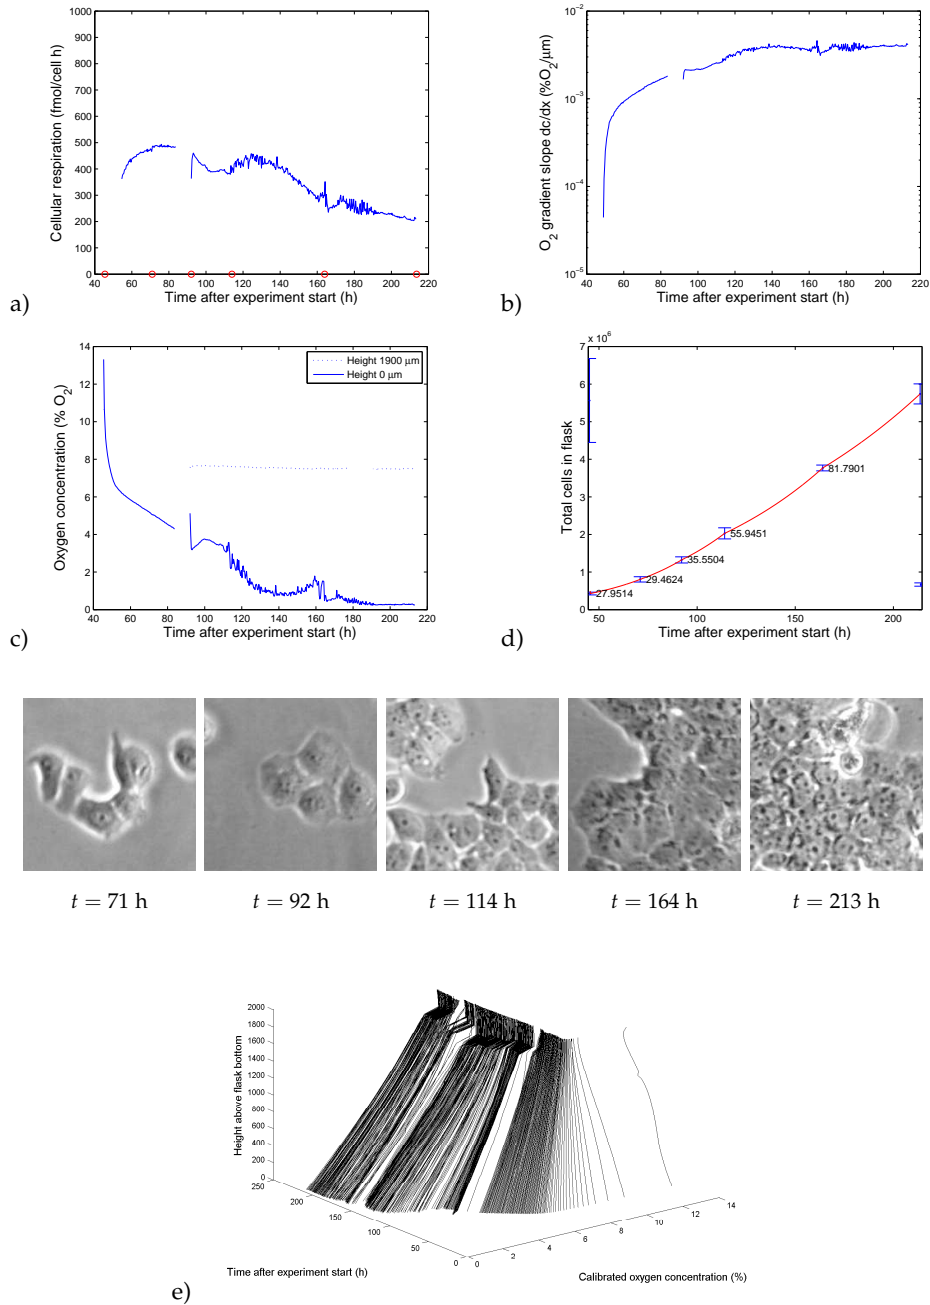 1000
900
800
700
600
500
400
300
200
100
0
40 60 80 100 120 140 160 180 200 220
Cellular respiration (fmol/cell h)
Time after experiment start (h)
a)
10⁻²
10⁻³
10⁻⁴
10⁻⁵
40 60 80 100 120 140 160 180 200 220
O₂ gradient slope dc/dx (%O₂/μm)
Time after experiment start (h)
b)
14
12
10
8
6
4
2
0
40 60 80 100 120 140 160 180 200 220
Oxygen concentration (% O₂)
Time after experiment start (h)
Height 1900 μm
Height 0 μm
c)
x 10⁶
7
6
5
4
3
2
1
0
50 100 150 200
Total cells in flask
Time after experiment start (h)
27.9514
29.4624
35.5504
55.9451
81.7901
d)
t = 71 h
t = 92 h
t = 114 h
t = 164 h
t = 213 h
2000
1800
1600
1400
1200
1000
800
600
400
200
0
Height above flask bottom
250
200
150
100
50
0
Time after experiment start (h)
0
2
4
6
8
10
12
14
Calibrated oxygen concentration (%)
e)